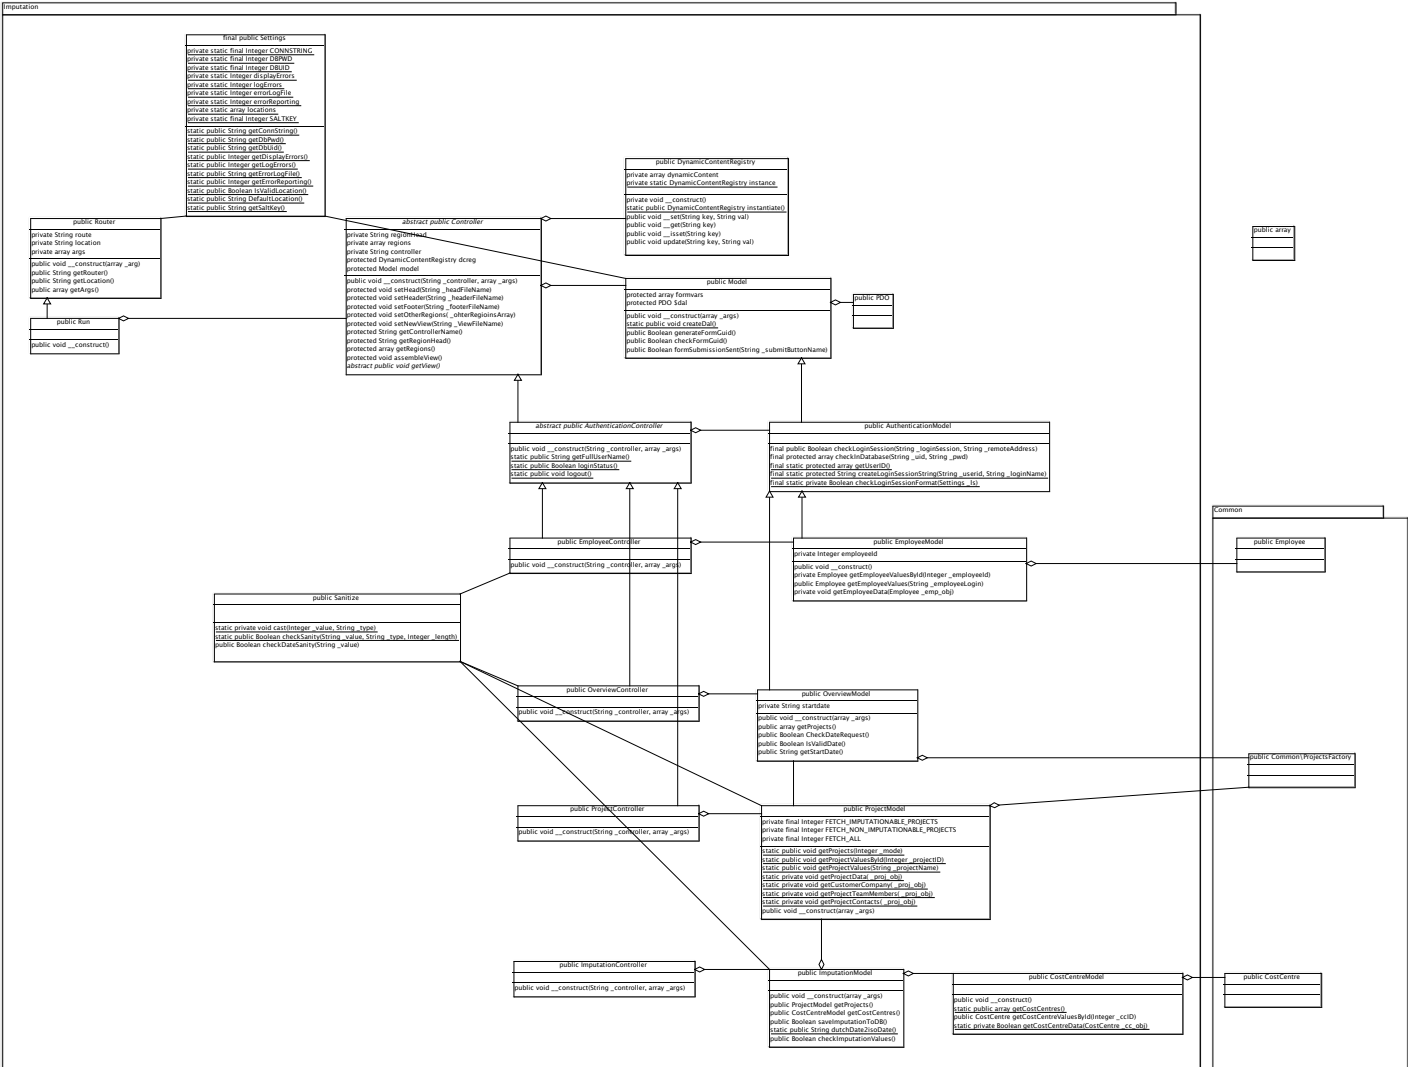 Imputation
final public Settings
private static final Integer CONNSTRING
private static final Integer DBPWD
private static final Integer DBUID
private static Integer displayErrors
private static Integer logErrors
private static Integer errorLogFile
private static Integer errorReporting
private static array locations
private static final Integer SALTKEY
static public String getConnString()
static public String getDbPwd()
static public String getDbUid()
static public Integer getDisplayErrors()
static public Integer getLogErrors()
static public String getErrorLogFile()
static public Integer getErrorReporting()
static public Boolean IsValidLocation()
static public String DefaultLocation()
static public String getSaltKey()
public DynamicContentRegistry
private array dynamicContent
private static DynamicContentRegistry instance
private void __construct()
static public DynamicContentRegistry instantiate()
public void __set(String key, String val)
public void __get(String key)
public void __isset(String key)
public void update(String key, String val)
public Router
private String route
private String location
private array args
public void __construct(array _arg)
public String getRouter()
public String getLocation()
public array getArgs()
abstract public Controller
private String regionHead
private array regions
private String controller
protected DynamicContentRegistry dcreg
protected Model model
public void __construct(String _controller, array _args)
protected void setHead(String _headFileName)
protected void setHeader(String _headerFileName)
protected void setFooter(String _footerFileName)
protected void setOtherRegions( _ohterRegioinsArray)
protected void setNewView(String _ViewFileName)
protected String getControllerName()
protected String getRegionHead()
protected array getRegions()
protected void assembleView()
abstract public void getView()
public array
public Model
protected array formvars
protected PDO $dal
public void __construct(array _args)
static public void createDal()
public Boolean generateFormGuid()
public Boolean checkFormGuid()
public Boolean formSubmissionSent(String _submitButtonName)
public PDO
public Run
public void __construct()
abstract public AuthenticationController
public void __construct(String _controller, array _args)
static public String getFullUserName()
static public Boolean loginStatus()
static public void logout()
public AuthenticationModel
final public Boolean checkLoginSession(String _loginSession, String _remoteAddress)
final protected array checkInDatabase(String _uid, String _pwd)
final static protected array getUserID()
final static protected String createLoginSessionString(String _userid, String _loginName)
final static private Boolean checkLoginSessionFormat(Settings _ls)
Common
public EmployeeController
public void __construct(String _controller, array _args)
public EmployeeModel
private Integer employeeId
public void __construct()
private Employee getEmployeeValuesById(Integer _employeeId)
public Employee getEmployeeValues(String _employeeLogin)
private void getEmployeeData(Employee _emp_obj)
public Employee
public Sanitize
static private void cast(Integer _value, String _type)
static public Boolean checkSanity(String _value, String _type, Integer _length)
public Boolean checkDateSanity(String _value)
public OverviewController
public void __construct(String _controller, array _args)
public OverviewModel
private String startdate
public void __construct(array _args)
public array getProjects()
public Boolean CheckDateRequest()
public Boolean IsValidDate()
public String getStartDate()
public Common\ProjectsFactory
public ProjectController
public void __construct(String _controller, array _args)
public ProjectModel
private final Integer FETCH_IMPUTATIONABLE_PROJECTS
private final Integer FETCH_NON_IMPUTATIONABLE_PROJECTS
private final Integer FETCH_ALL
static public void getProjects(Integer _mode)
static public void getProjectValuesById(Integer _projectID)
static public void getProjectValues(String _projectName)
static private void getProjectData( _proj_obj)
static private void getCustomerCompany( _proj_obj)
static private void getProjectTeamMembers( _proj_obj)
static private void getProjectContacts( _proj_obj)
public void __construct(array _args)
public ImputationController
public void __construct(String _controller, array _args)
public ImputationModel
public void __construct(array _args)
public ProjectModel getProjects()
public CostCentreModel getCostCentres()
public Boolean saveImputationToDB()
static public String dutchDate2isoDate()
public Boolean checkImputationValues()
public CostCentreModel
public void __construct()
static public array getCostCentres()
public CostCentre getCostCentreValuesById(Integer _ccID)
static private Boolean getCostCentreData(CostCentre _cc_obj)
public CostCentre